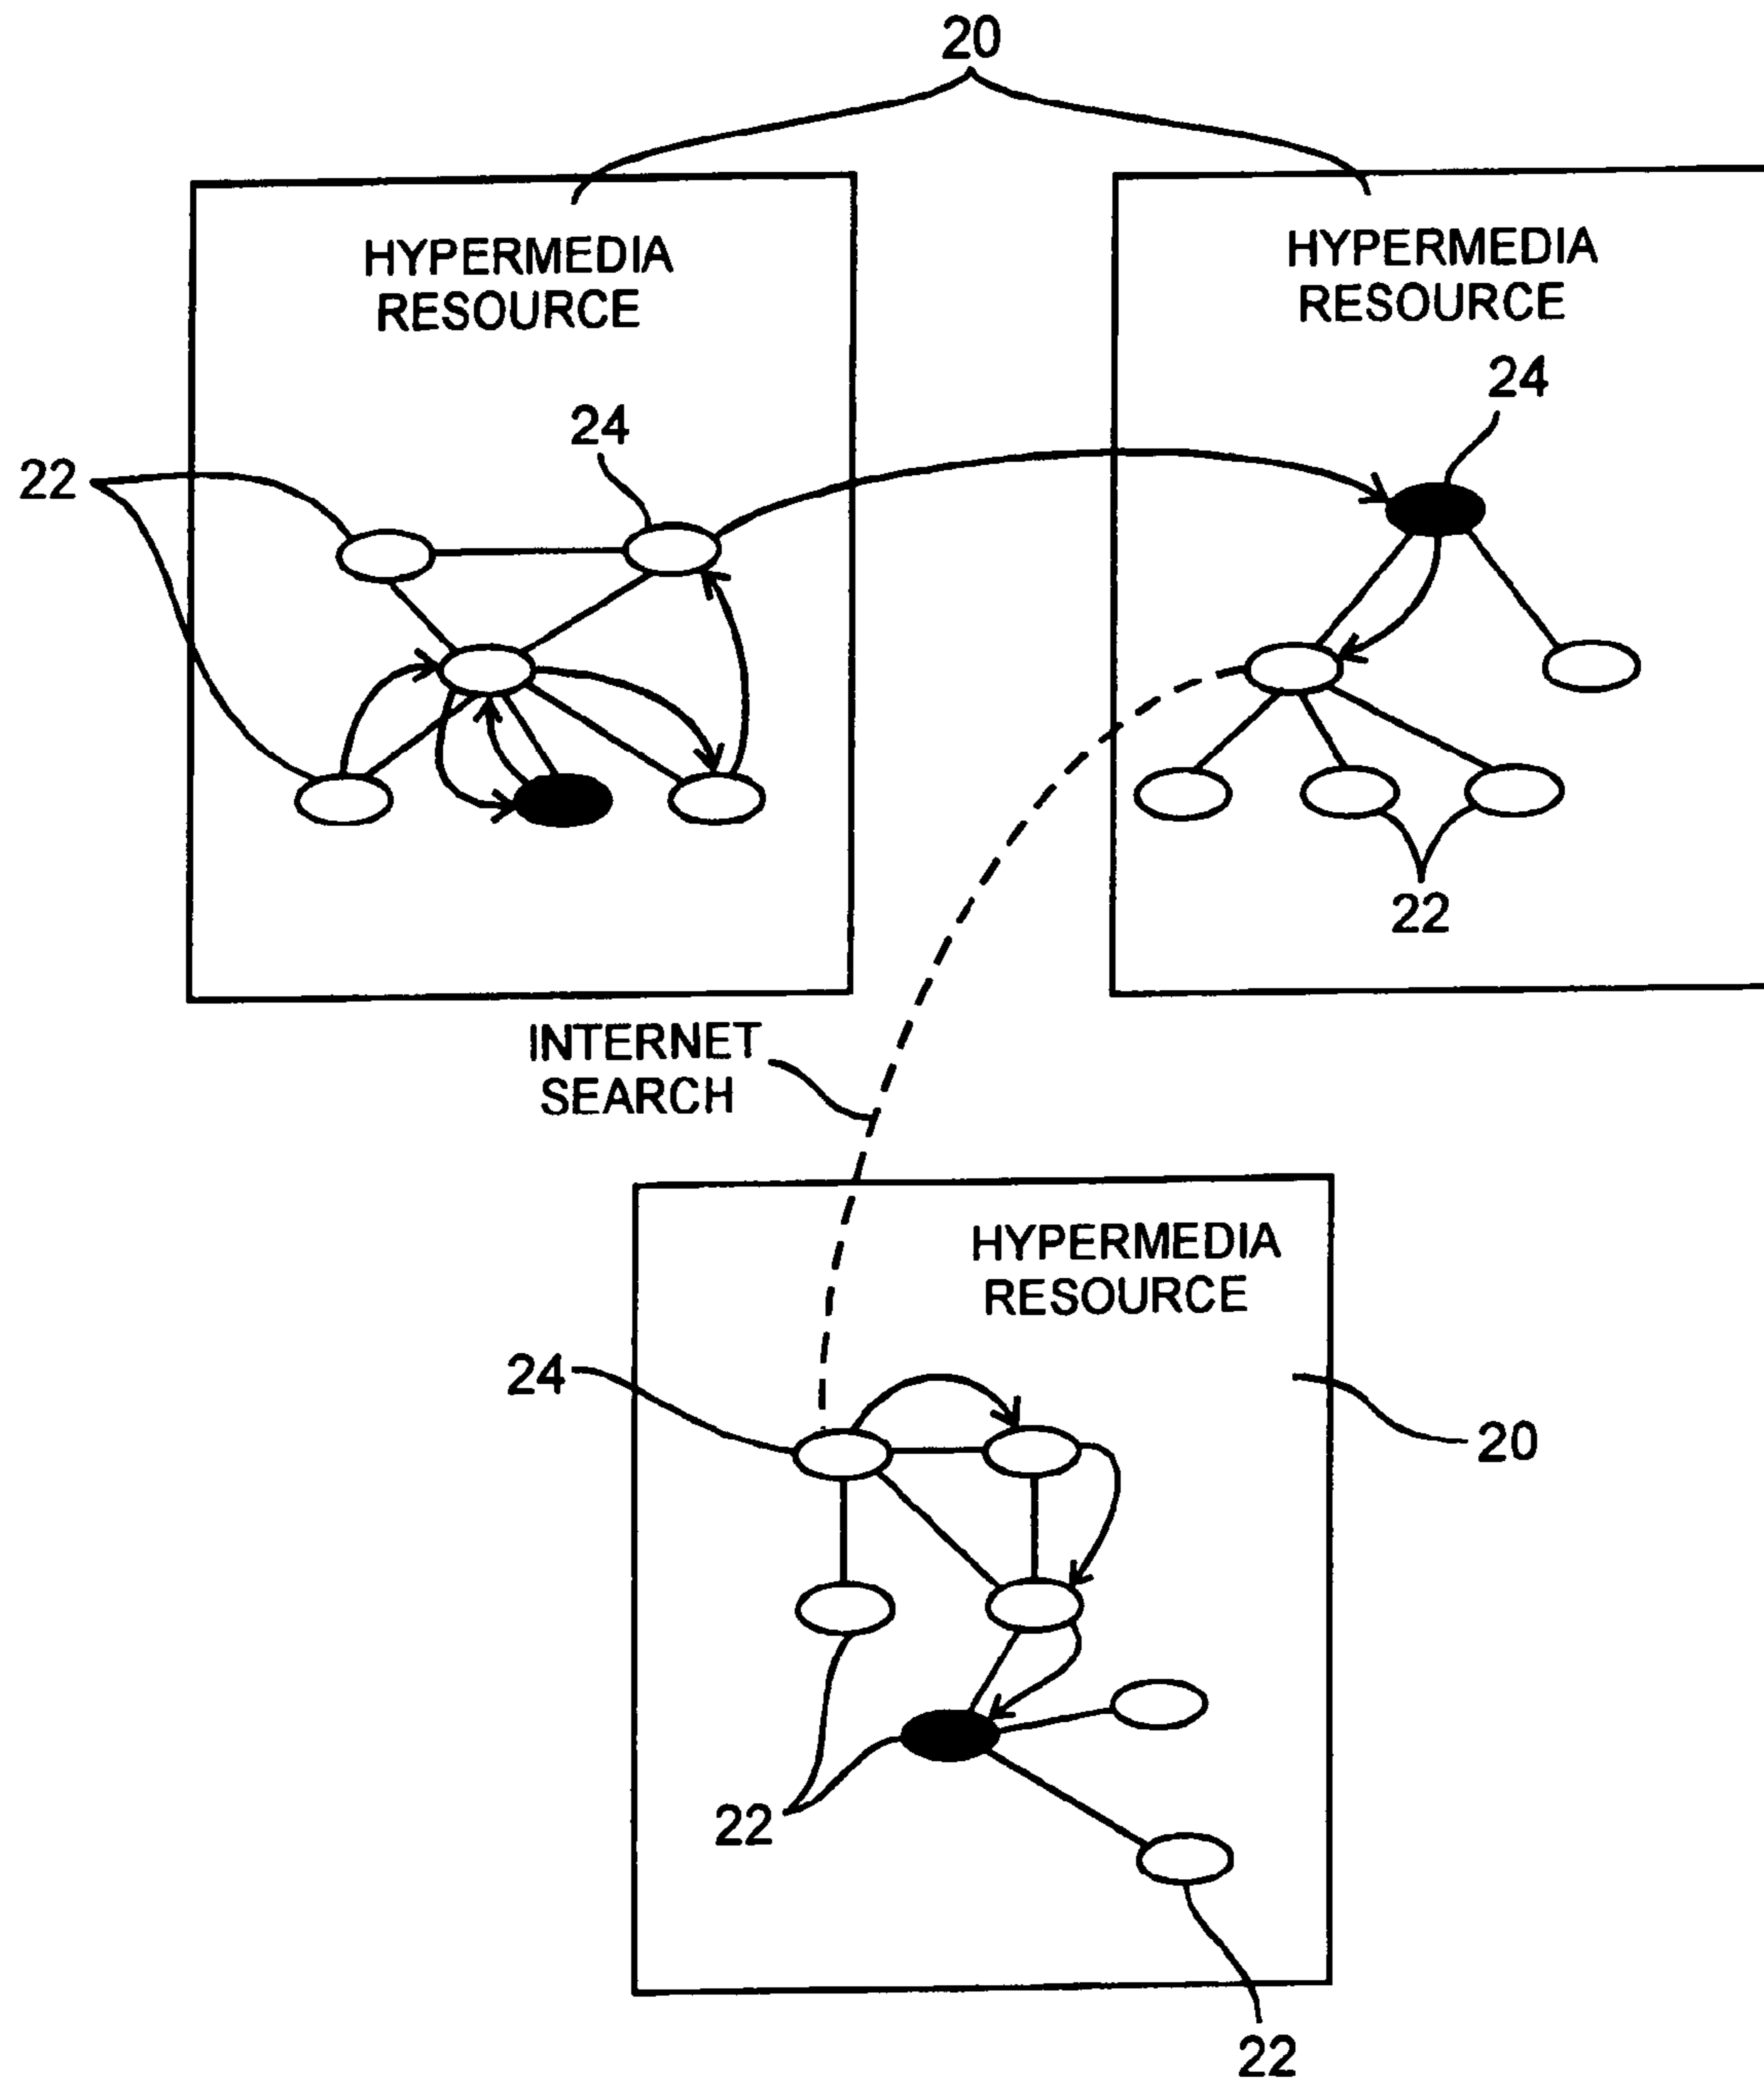 20
HYPERMEDIA
RESOURCE
HYPERMEDIA
RESOURCE
24
24
22
22
INTERNET
SEARCH
HYPERMEDIA
RESOURCE
24
20
22
22